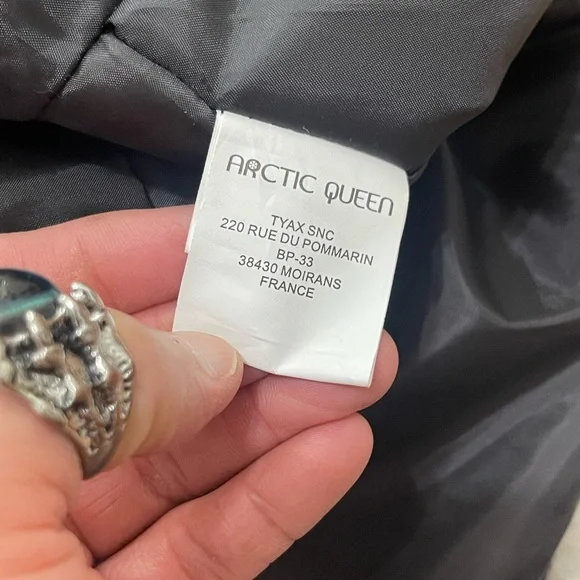 ARCTIC QUEEN
TYAX SNC
220 RUE DU POMMARIN
BP-33
38430 MOIRANS
FRANCE